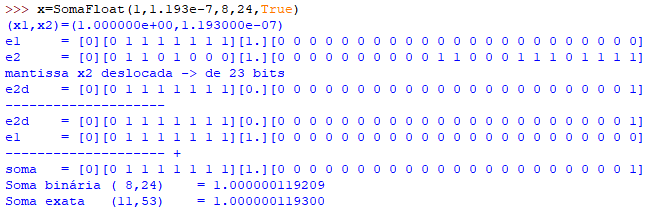 >>> x=SomaFloat(1,1.193e-7,8,24,True)
(x1,x2)=(1.000000e+00,1.193000e-07)
e1 = [0][0 1 1 1 1 1 1 1][1.][0 0 0 0 0 0 0 0 0 0 0 0 0 0 0 0 0 0 0 0 0 0 0]
e2 = [0][0 1 1 0 1 0 0 0][1.][0 0 0 0 0 0 0 0 0 0 1 1 0 0 0 1 1 1 0 1 1 1 1]
mantissa x2 deslocada -> de 23 bits
e2d = [0][0 1 1 1 1 1 1 1][0.][0 0 0 0 0 0 0 0 0 0 0 0 0 0 0 0 0 0 0 0 0 0 1]
--------------------
e2d = [0][0 1 1 1 1 1 1 1][0.][0 0 0 0 0 0 0 0 0 0 0 0 0 0 0 0 0 0 0 0 0 0 1]
e1 = [0][0 1 1 1 1 1 1 1][1.][0 0 0 0 0 0 0 0 0 0 0 0 0 0 0 0 0 0 0 0 0 0 0]
-------------------- +
soma = [0][0 1 1 1 1 1 1 1][1.][0 0 0 0 0 0 0 0 0 0 0 0 0 0 0 0 0 0 0 0 0 0 1]
Soma binária ( 8,24) = 1.000000119209
Soma exata (11,53) = 1.000000119300